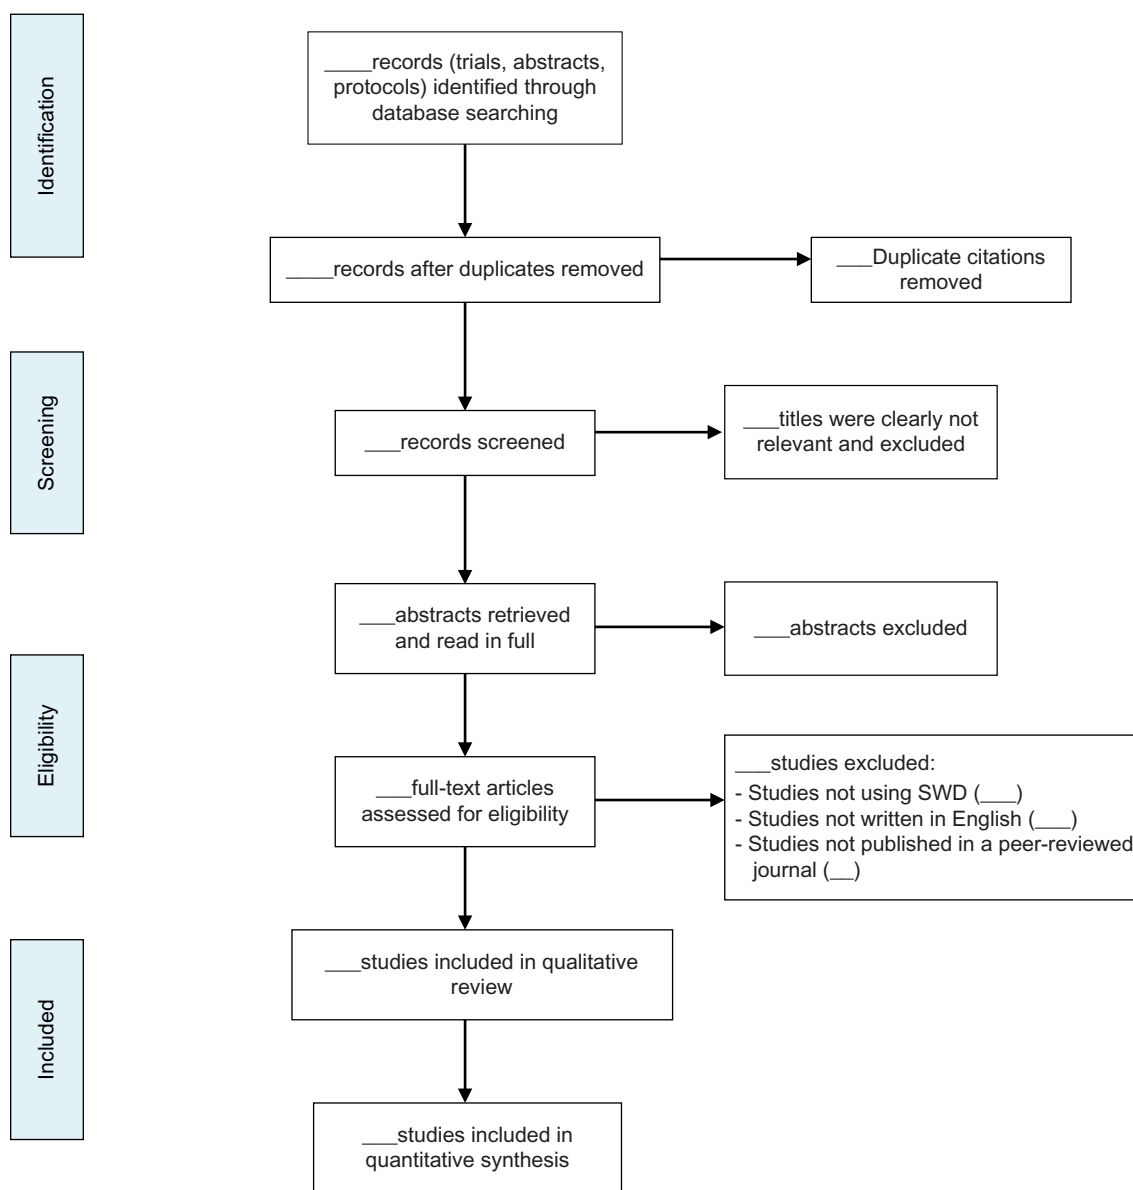 Identification
____records (trials, abstracts,
protocols) identified through
database searching
____records after duplicates removed
___Duplicate citations
removed
Screening
___records screened
___titles were clearly not
relevant and excluded
___abstracts retrieved
and read in full
___abstracts excluded
Eligibility
___full-text articles
assessed for eligibility
___studies excluded:
- Studies not using SWD (___)
- Studies not written in English (___)
- Studies not published in a peer-reviewed
journal (__)
Included
___studies included in qualitative
review
___studies included in
quantitative synthesis